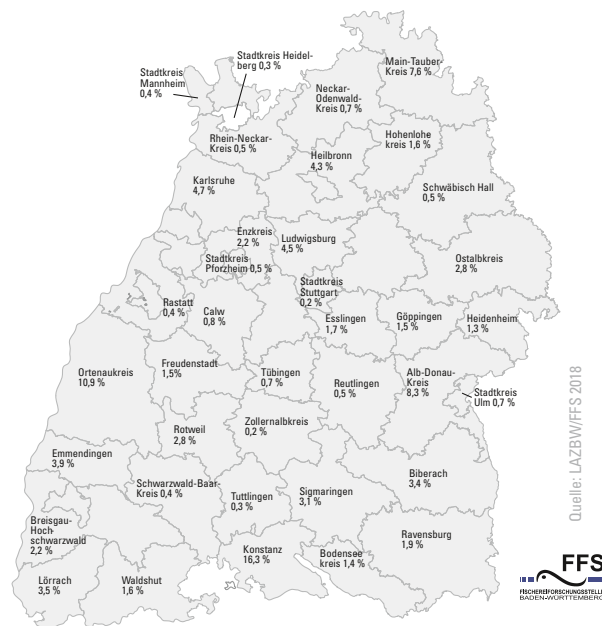 Stadtkreis Heidel-
berg 0,3 %
Stadtkreis
Mannheim
0,4 %
Main-Tauber-
Kreis 7,6 %
Neckar-
Odenwald-
Kreis 0,7 %
Rhein-Neckar-
Kreis 0,5 %
Hohenlohe
kreis 1,6 %
Heilbronn
4,3 %
Karlsruhe
4,7 %
Schwäbisch Hall
0,5 %
Enzkreis
2,2 %
Ludwigsburg
4,5 %
Stadtkreis
Pforzheim 0,5 %
Ostalbkreis
2,8 %
Stadtkreis
Stuttgart
0,2 %
Rastatt
0,4 %
Calw
0,8 %
Esslingen
1,7 %
Göppingen
1,5 %
Heidenheim
1,3 %
Ortenaukreis
10,9 %
Freudenstadt
1,5%
Tübingen
0,7 %
Reutlingen
0,5 %
Alb-Donau-
Kreis
8,3 %
Stadtkreis
Ulm 0,7 %
Rotweil
2,8 %
Zollernalbkreis
0,2 %
Emmendingen
3,9 %
Schwarzwald-Baar-
Kreis 0,4 %
Tuttlingen
0,3 %
Sigmaringen
3,1 %
Biberach
3,4 %
Breisgau-
Hoch
schwarzwald
2,2 %
Konstanz
16,3 %
Bodensee
kreis 1,4 %
Ravensburg
1,9 %
Lörrach
3,5 %
Waldshut
1,6 %
Quelle: LAZBW/FFS 2018
FFS
FISCHEREIFORSCHUNGSSTELLE
BADEN-WÜRTTEMBERG